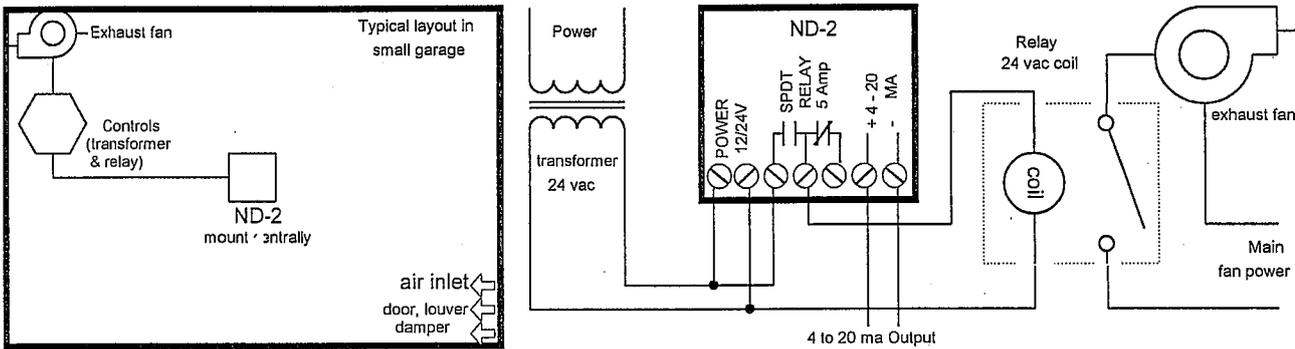 Exhaust fan
Typical layout in
small garage
Controls
(transformer
& relay)
ND-2
mount
air inlet
door, louver
damper
Power
transformer
24 vac
ND-2
POWER
12/24V
SPDT
RELAY
5 Amp
+ 4 - 20
- MA
4 to 20 ma Output
Relay
24 vac coil
coil
exhaust fan
Main
fan power